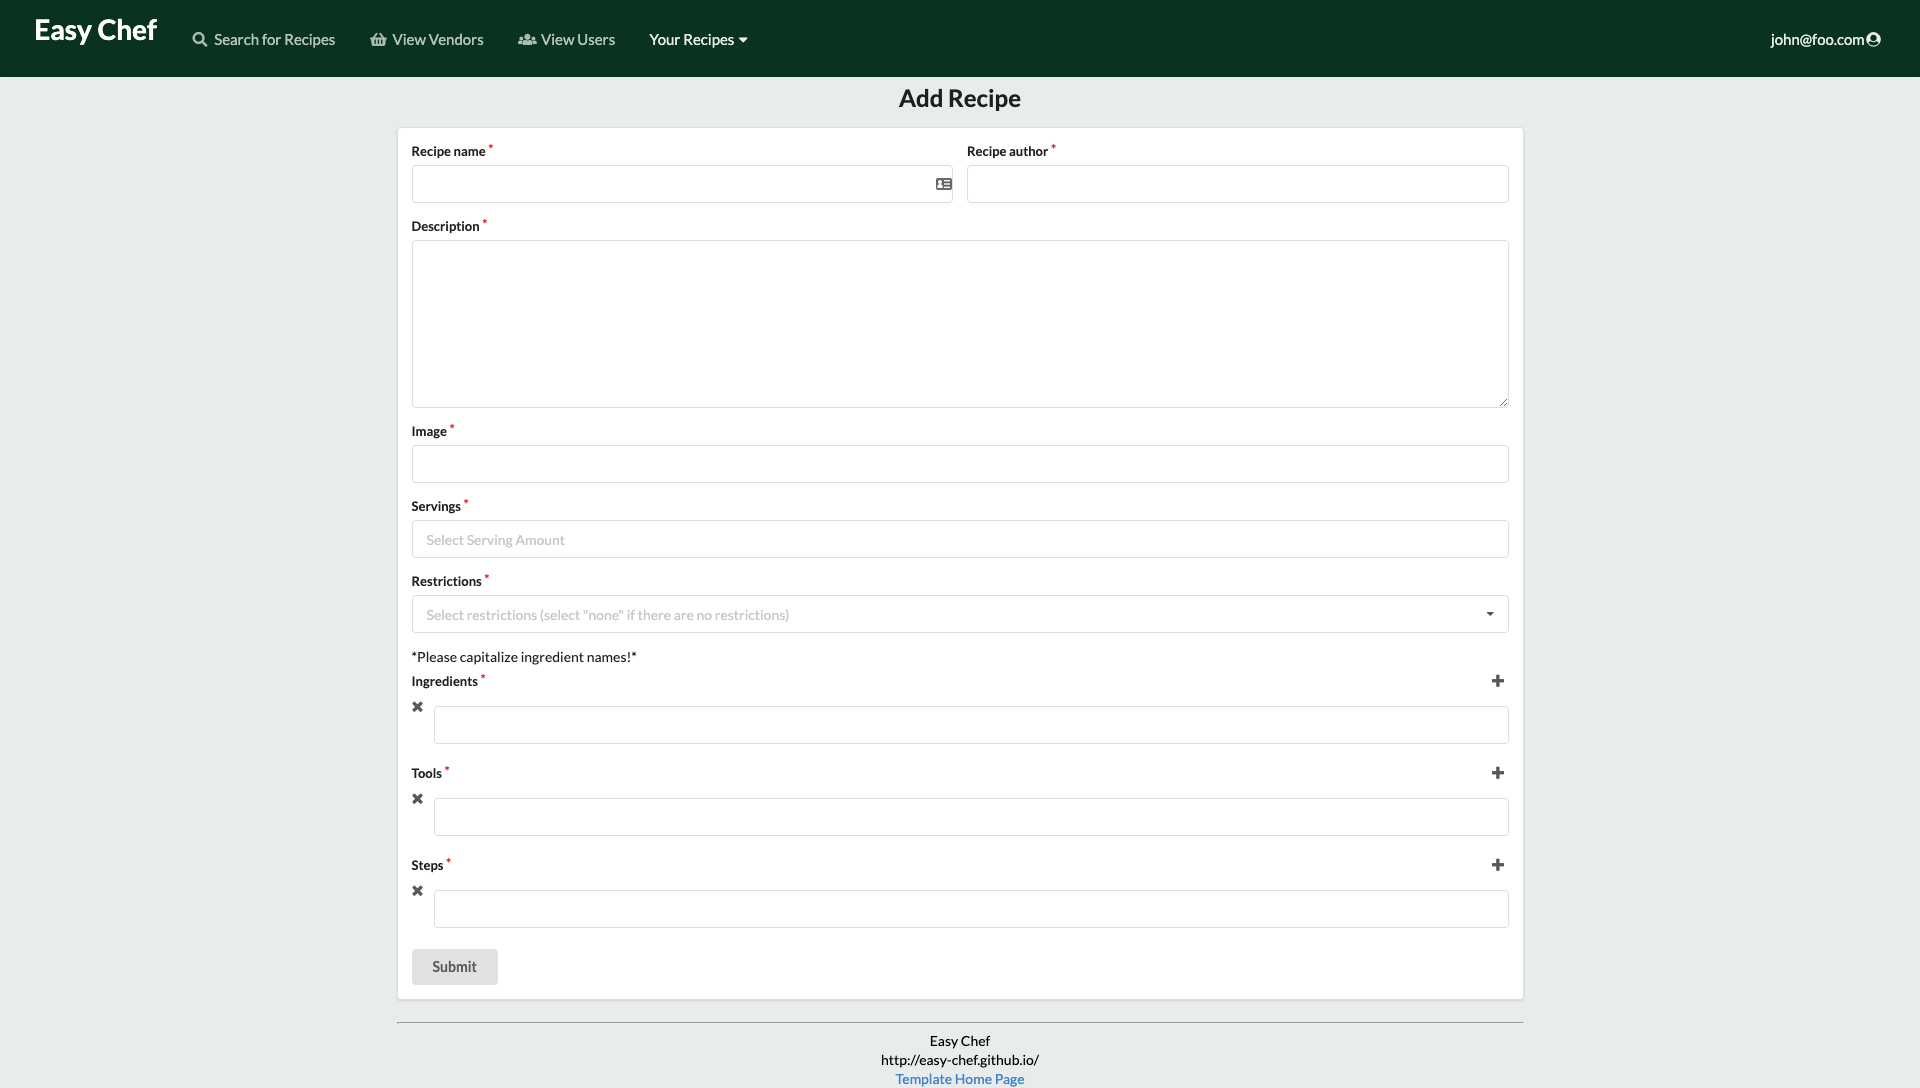 Easy Chef
Search for Recipes
View Vendors
View Users
Your Recipes
john@foo.com
Add Recipe
Recipe name *
Recipe author *
Description *
Image *
Servings *
Select Serving Amount
Restrictions *
Select restrictions (select "none" if there are no restrictions)
*Please capitalize ingredient names!*
Ingredients *
Tools *
Steps *
Submit
Easy Chef
http://easy-chef.github.io/
Template Home Page